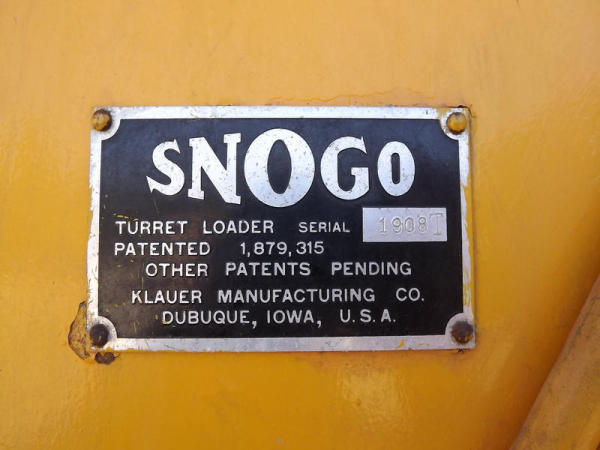 SNOGO
TURRET LOADER SERIAL 1908T
PATENTED 1,879,315
OTHER PATENTS PENDING
KLAUER MANUFACTURING CO.
DUBUQUE, IOWA, U.S.A.